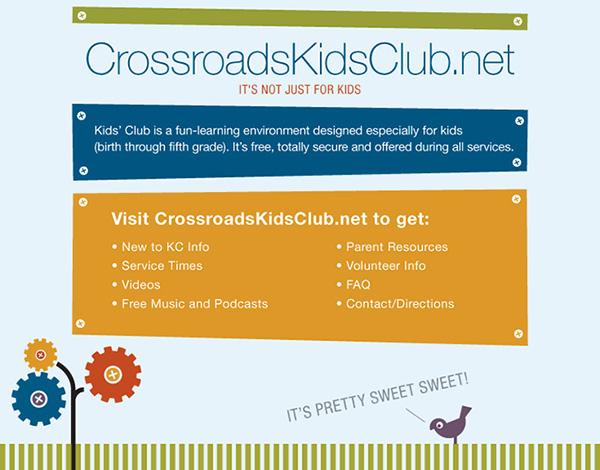 CrossroadsKidsClub.net
IT'S NOT JUST FOR KIDS
Kids' Club is a fun-learning environment designed especially for kids
(birth through fifth grade). It's free, totally secure and offered during all services.
Visit CrossroadsKidsClub.net to get:
• New to KC Info
• Service Times
• Videos
• Free Music and Podcasts
• Parent Resources
• Volunteer Info
• FAQ
• Contact/Directions
IT'S PRETTY SWEET SWEET!